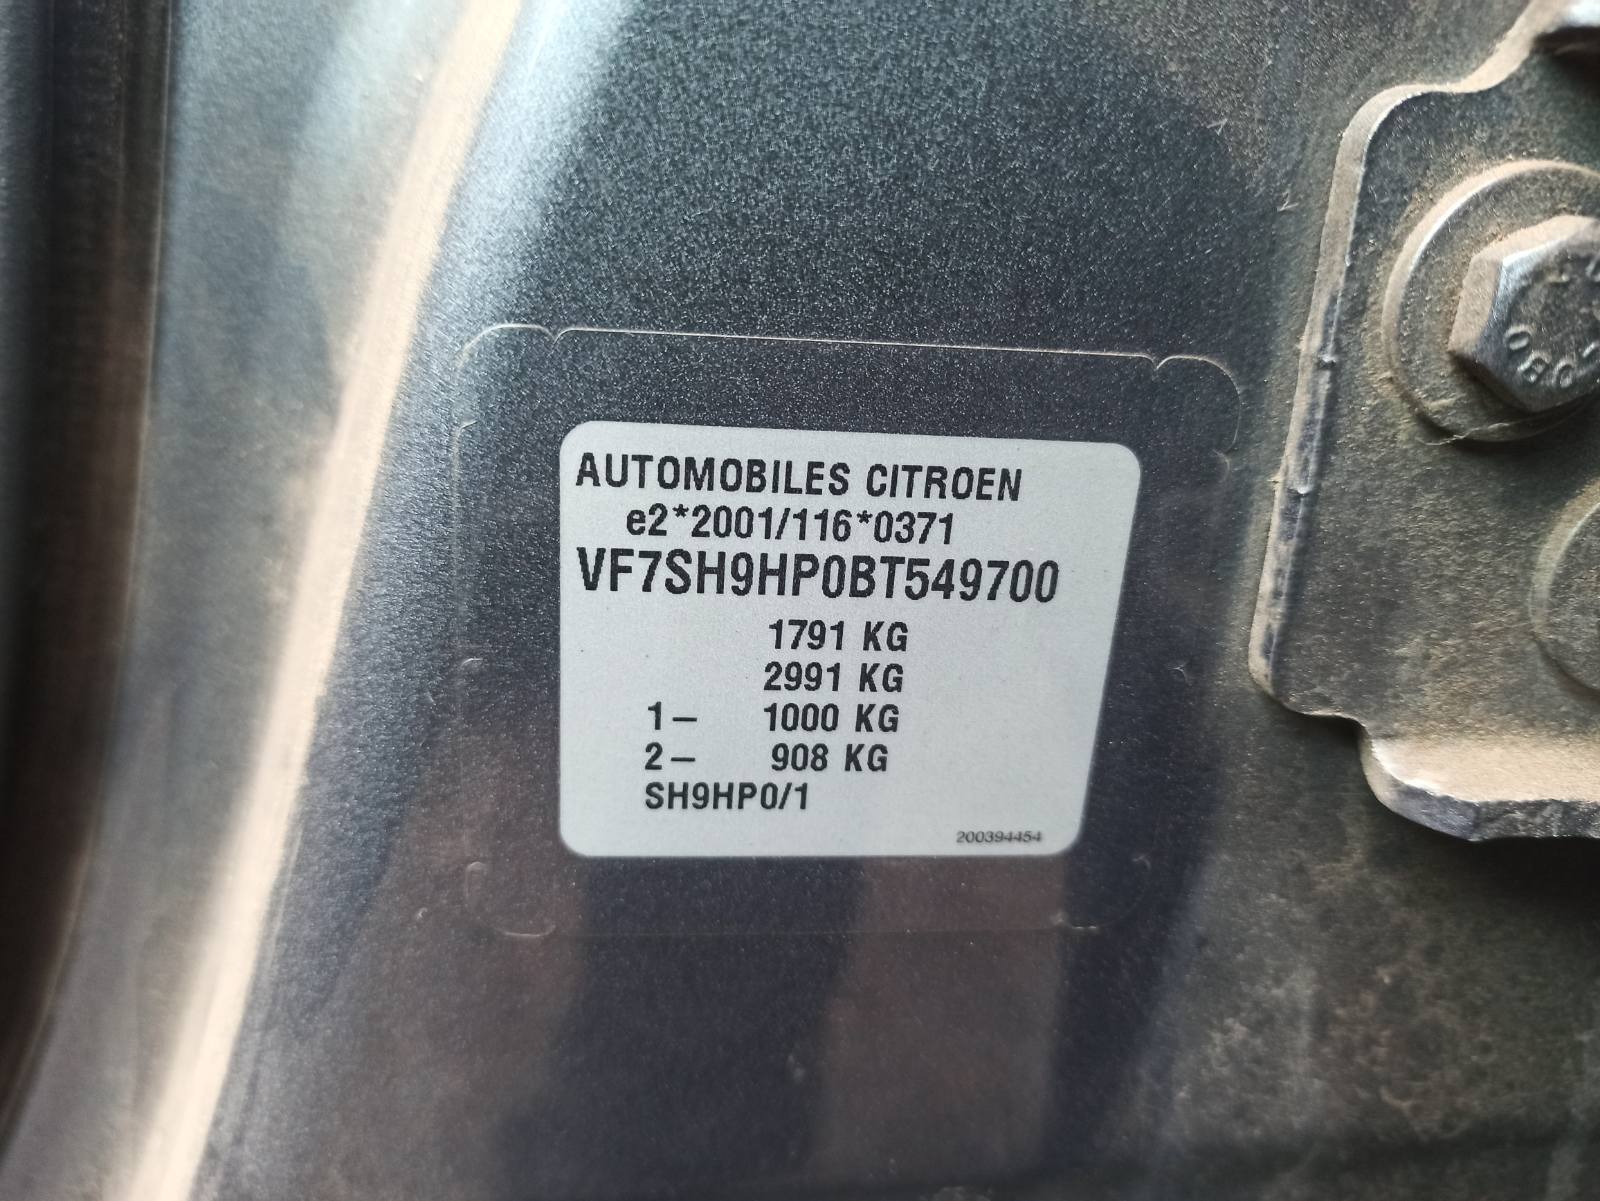 AUTOMOBILES CITROEN
e2*2001/116*0371
VF7SH9HP0BT549700
1791 KG
2991 KG
1– 1000 KG
2– 908 KG
SH9HP0/1
200394454